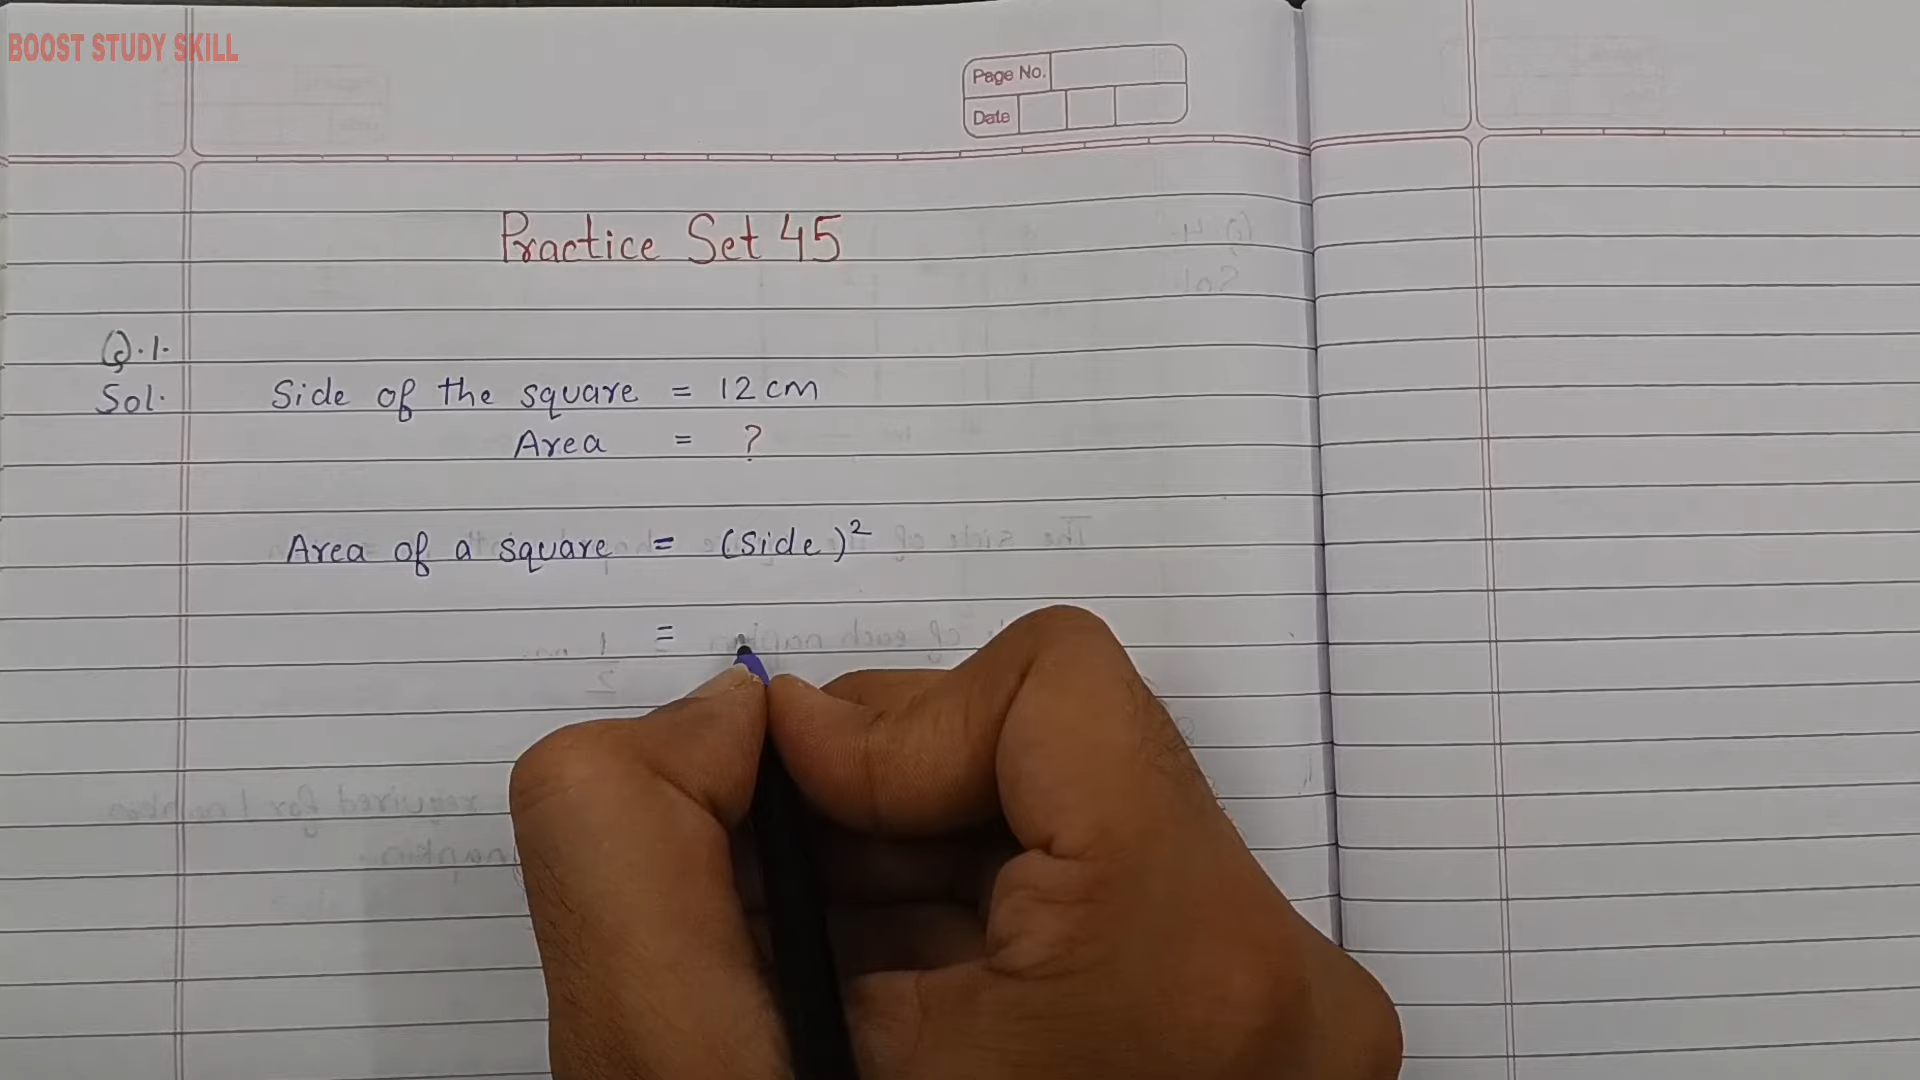 BOOST STUDY SKILL
Page No.
Date
Practice Set 45
Q.1.
Sol. Side of the square = 12 cm
Area = ?
Area of a square = (Side)²
=